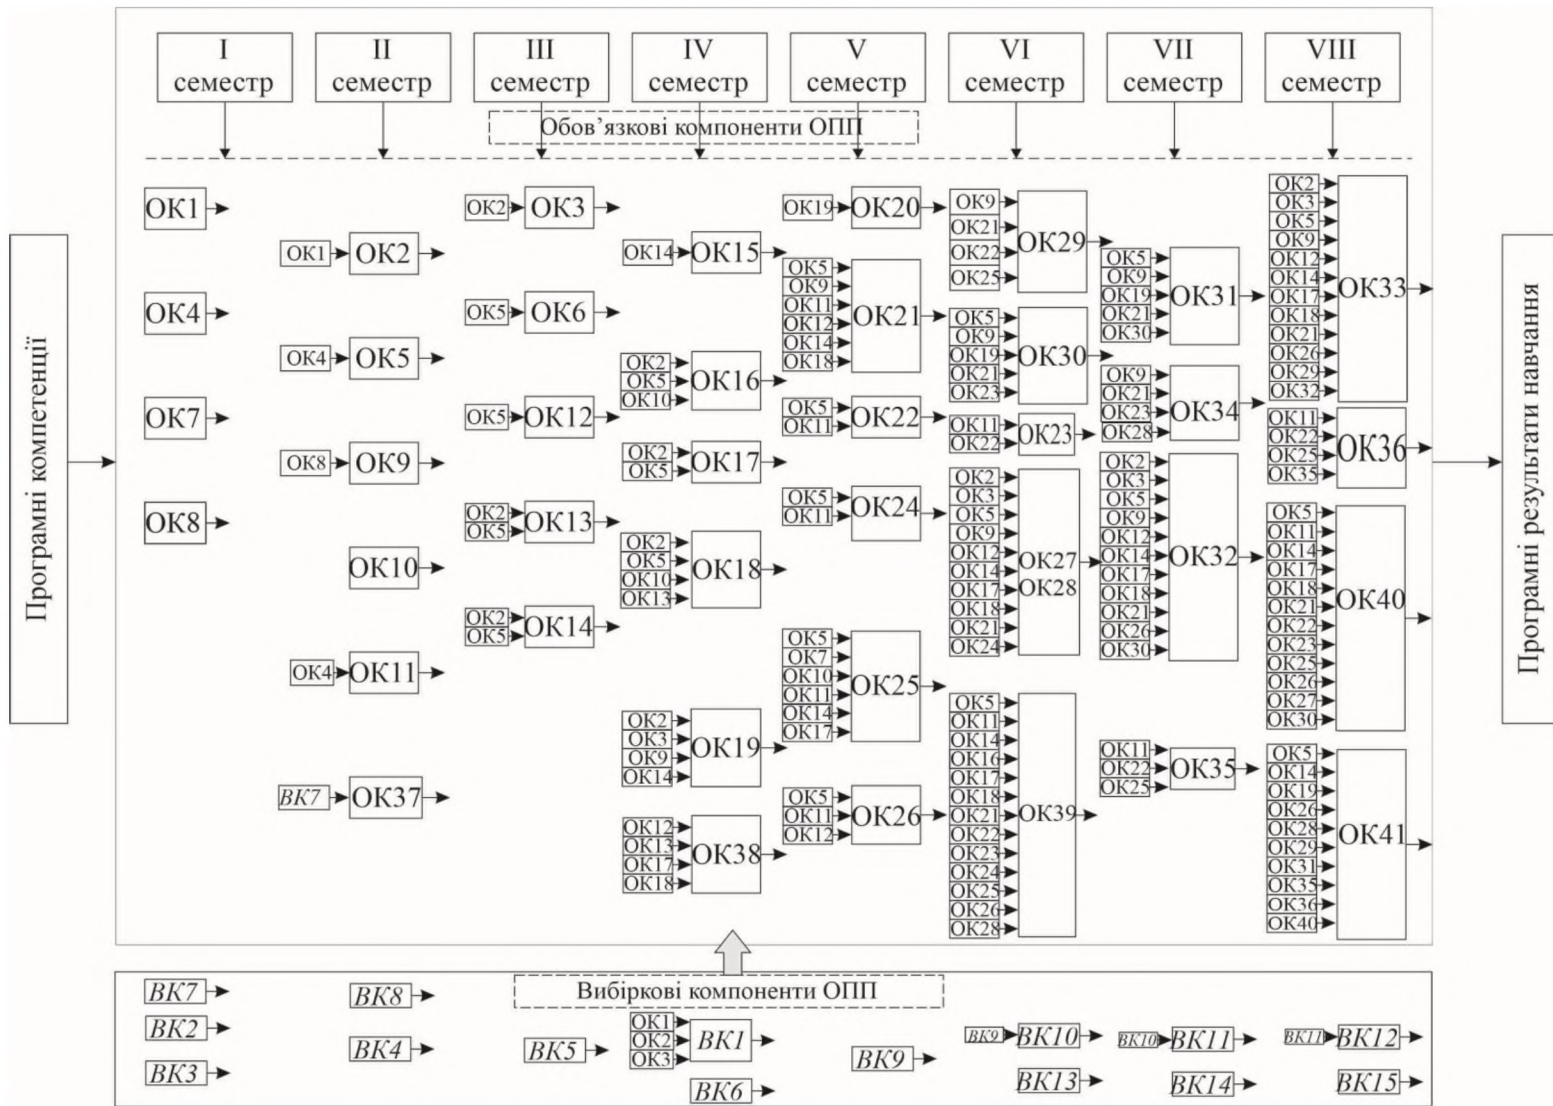 I
семестр
II
семестр
III
семестр
IV
семестр
V
семестр
VI
семестр
VII
семестр
VIII
семестр
Обов’язкові компоненти ОПП
Програмні компетенції
ОК1
ОК4
ОК7
ОК8
ОК1
ОК2
ОК4
ОК5
ОК8
ОК9
ОК10
ОК4
ОК11
ВК7
ОК37
ОК2
ОК3
ОК5
ОК6
ОК5
ОК12
ОК2
ОК5
ОК13
ОК2
ОК5
ОК14
ОК14
ОК15
ОК2
ОК5
ОК10
ОК16
ОК2
ОК5
ОК17
ОК2
ОК5
ОК10
ОК13
ОК18
ОК2
ОК3
ОК9
ОК14
ОК19
ОК12
ОК13
ОК17
ОК18
ОК38
ОК19
ОК20
ОК5
ОК9
ОК11
ОК12
ОК14
ОК18
ОК21
ОК5
ОК11
ОК22
ОК5
ОК11
ОК24
ОК5
ОК7
ОК10
ОК11
ОК14
ОК17
ОК25
ОК5
ОК11
ОК12
ОК26
ОК9
ОК21
ОК22
ОК25
ОК29
ОК5
ОК9
ОК19
ОК21
ОК23
ОК30
ОК11
ОК22
ОК23
ОК2
ОК3
ОК5
ОК9
ОК12
ОК14
ОК17
ОК18
ОК21
ОК24
ОК27
ОК28
ОК5
ОК11
ОК14
ОК16
ОК17
ОК18
ОК21
ОК22
ОК23
ОК24
ОК25
ОК26
ОК28
ОК39
ОК5
ОК9
ОК19
ОК21
ОК30
ОК31
ОК9
ОК21
ОК23
ОК28
ОК34
ОК2
ОК3
ОК5
ОК9
ОК12
ОК14
ОК17
ОК18
ОК21
ОК26
ОК30
ОК32
ОК11
ОК22
ОК25
ОК35
ОК2
ОК3
ОК5
ОК9
ОК12
ОК14
ОК17
ОК18
ОК21
ОК26
ОК29
ОК32
ОК33
ОК11
ОК22
ОК25
ОК35
ОК36
ОК5
ОК11
ОК14
ОК17
ОК18
ОК21
ОК22
ОК23
ОК25
ОК26
ОК27
ОК30
ОК40
ОК5
ОК14
ОК19
ОК26
ОК28
ОК29
ОК31
ОК35
ОК36
ОК40
ОК41
Програмні результати навчання
Вибіркові компоненти ОПП
ВК7
ВК2
ВК3
ВК8
ВК4
ВК5
ОК1
ОК2
ОК3
ВК1
ВК6
ВК9
ВК9
ВК10
ВК13
ВК10
ВК11
ВК14
ВК11
ВК12
ВК15